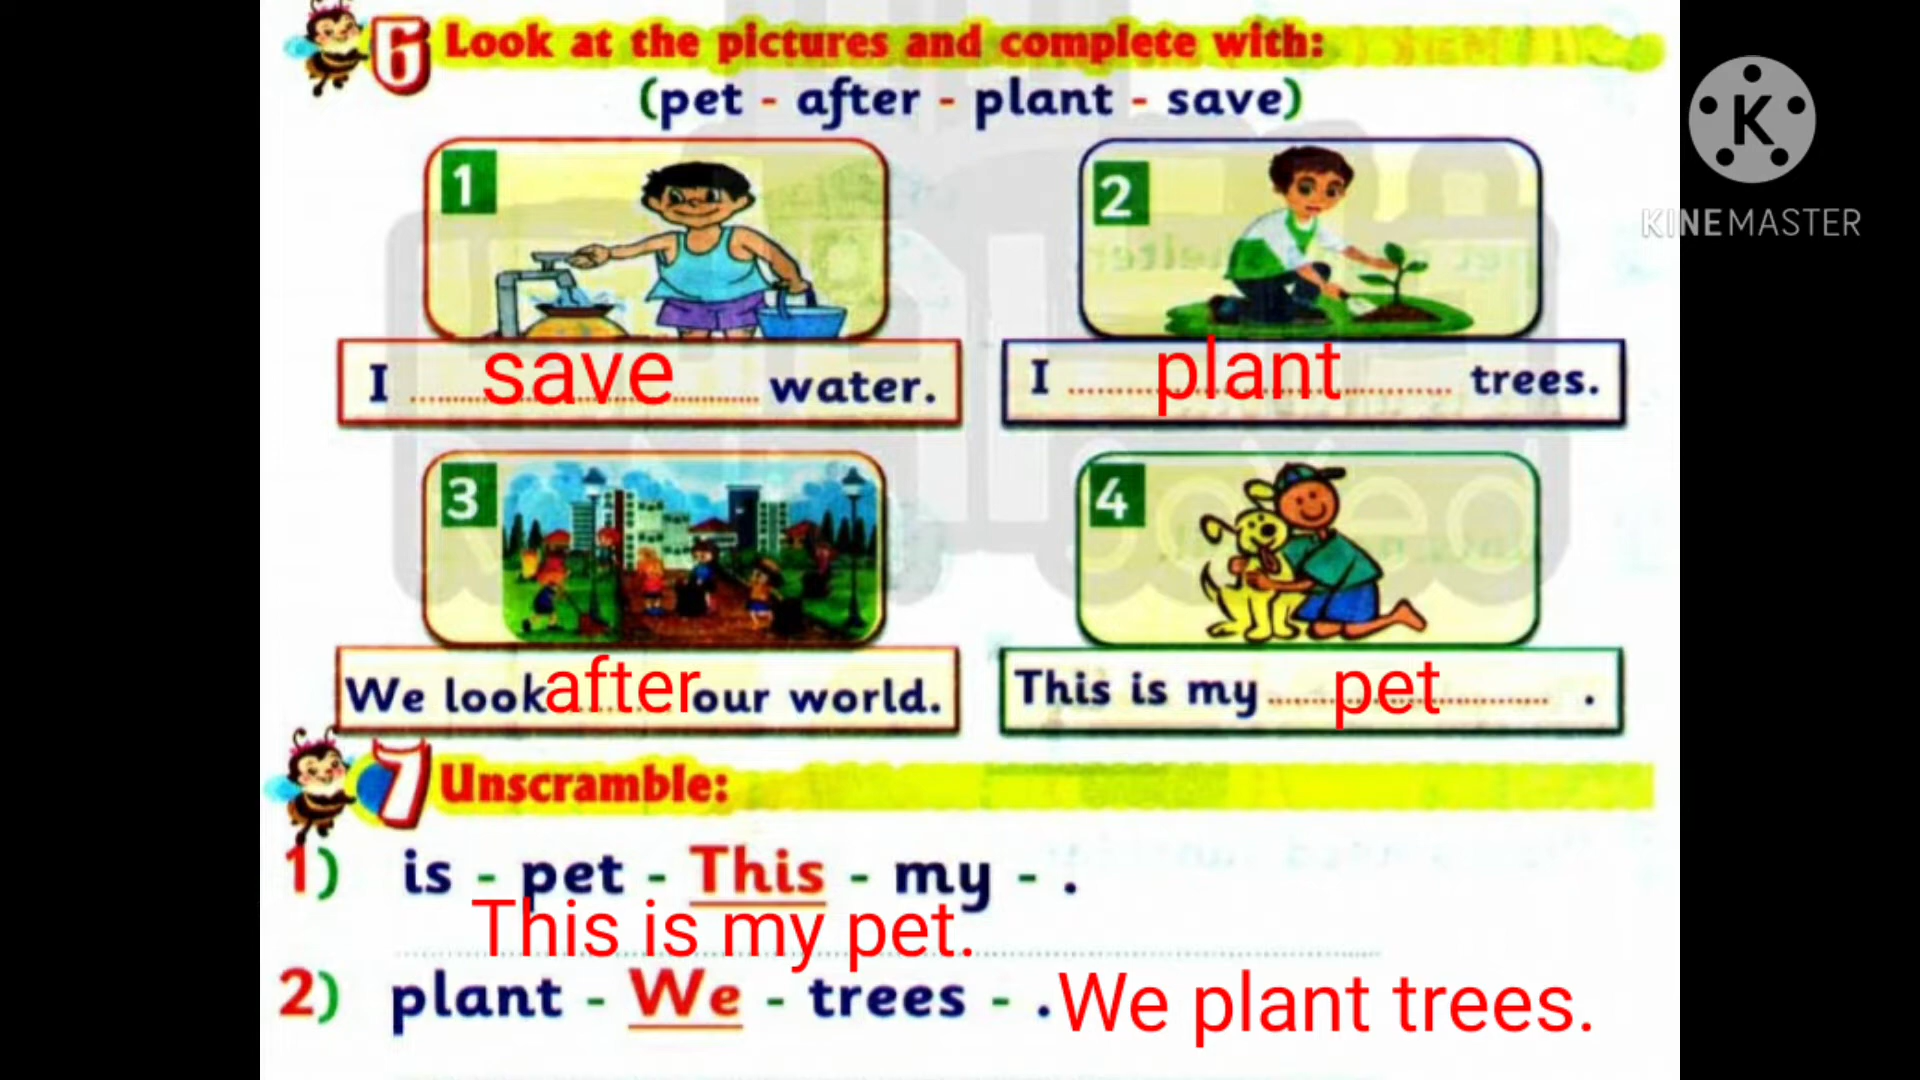 6 Look at the pictures and complete with:
(pet - after - plant - save)
K
KINEMASTER
1
2
I save water.
I plant trees.
3
4
We look after our world.
This is my pet .
7 Unscramble:
1) is - pet - This - my - .
This is my pet.
2) plant - We - trees - . We plant trees.